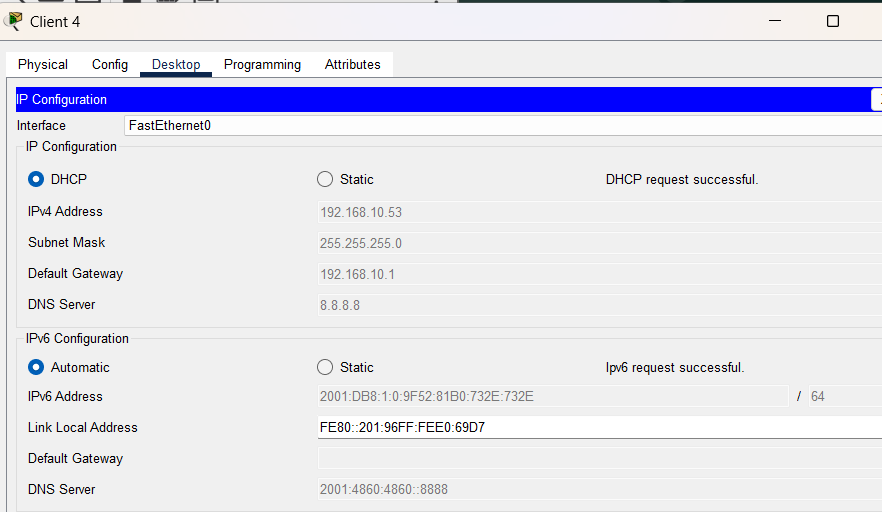 Client 4
Physical Config Desktop Programming Attributes
IP Configuration
Interface FastEthernet0
IP Configuration
DHCP Static DHCP request successful.
IPv4 Address 192.168.10.53
Subnet Mask 255.255.255.0
Default Gateway 192.168.10.1
DNS Server 8.8.8.8
IPv6 Configuration
Automatic Static Ipv6 request successful.
IPv6 Address 2001:DB8:1:0:9F52:81B0:732E:732E / 64
Link Local Address FE80::201:96FF:FEE0:69D7
Default Gateway
DNS Server 2001:4860:4860::8888